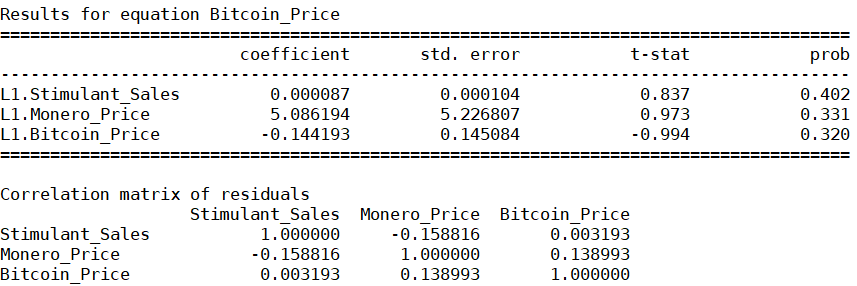 Results for equation Bitcoin_Price
======================================================================================
coefficient std. error t-stat prob
--------------------------------------------------------------------------------------
L1.Stimulant_Sales 0.000087 0.000104 0.837 0.402
L1.Monero_Price 5.086194 5.226807 0.973 0.331
L1.Bitcoin_Price -0.144193 0.145084 -0.994 0.320
======================================================================================
Correlation matrix of residuals
Stimulant_Sales Monero_Price Bitcoin_Price
Stimulant_Sales 1.000000 -0.158816 0.003193
Monero_Price -0.158816 1.000000 0.138993
Bitcoin_Price 0.003193 0.138993 1.000000